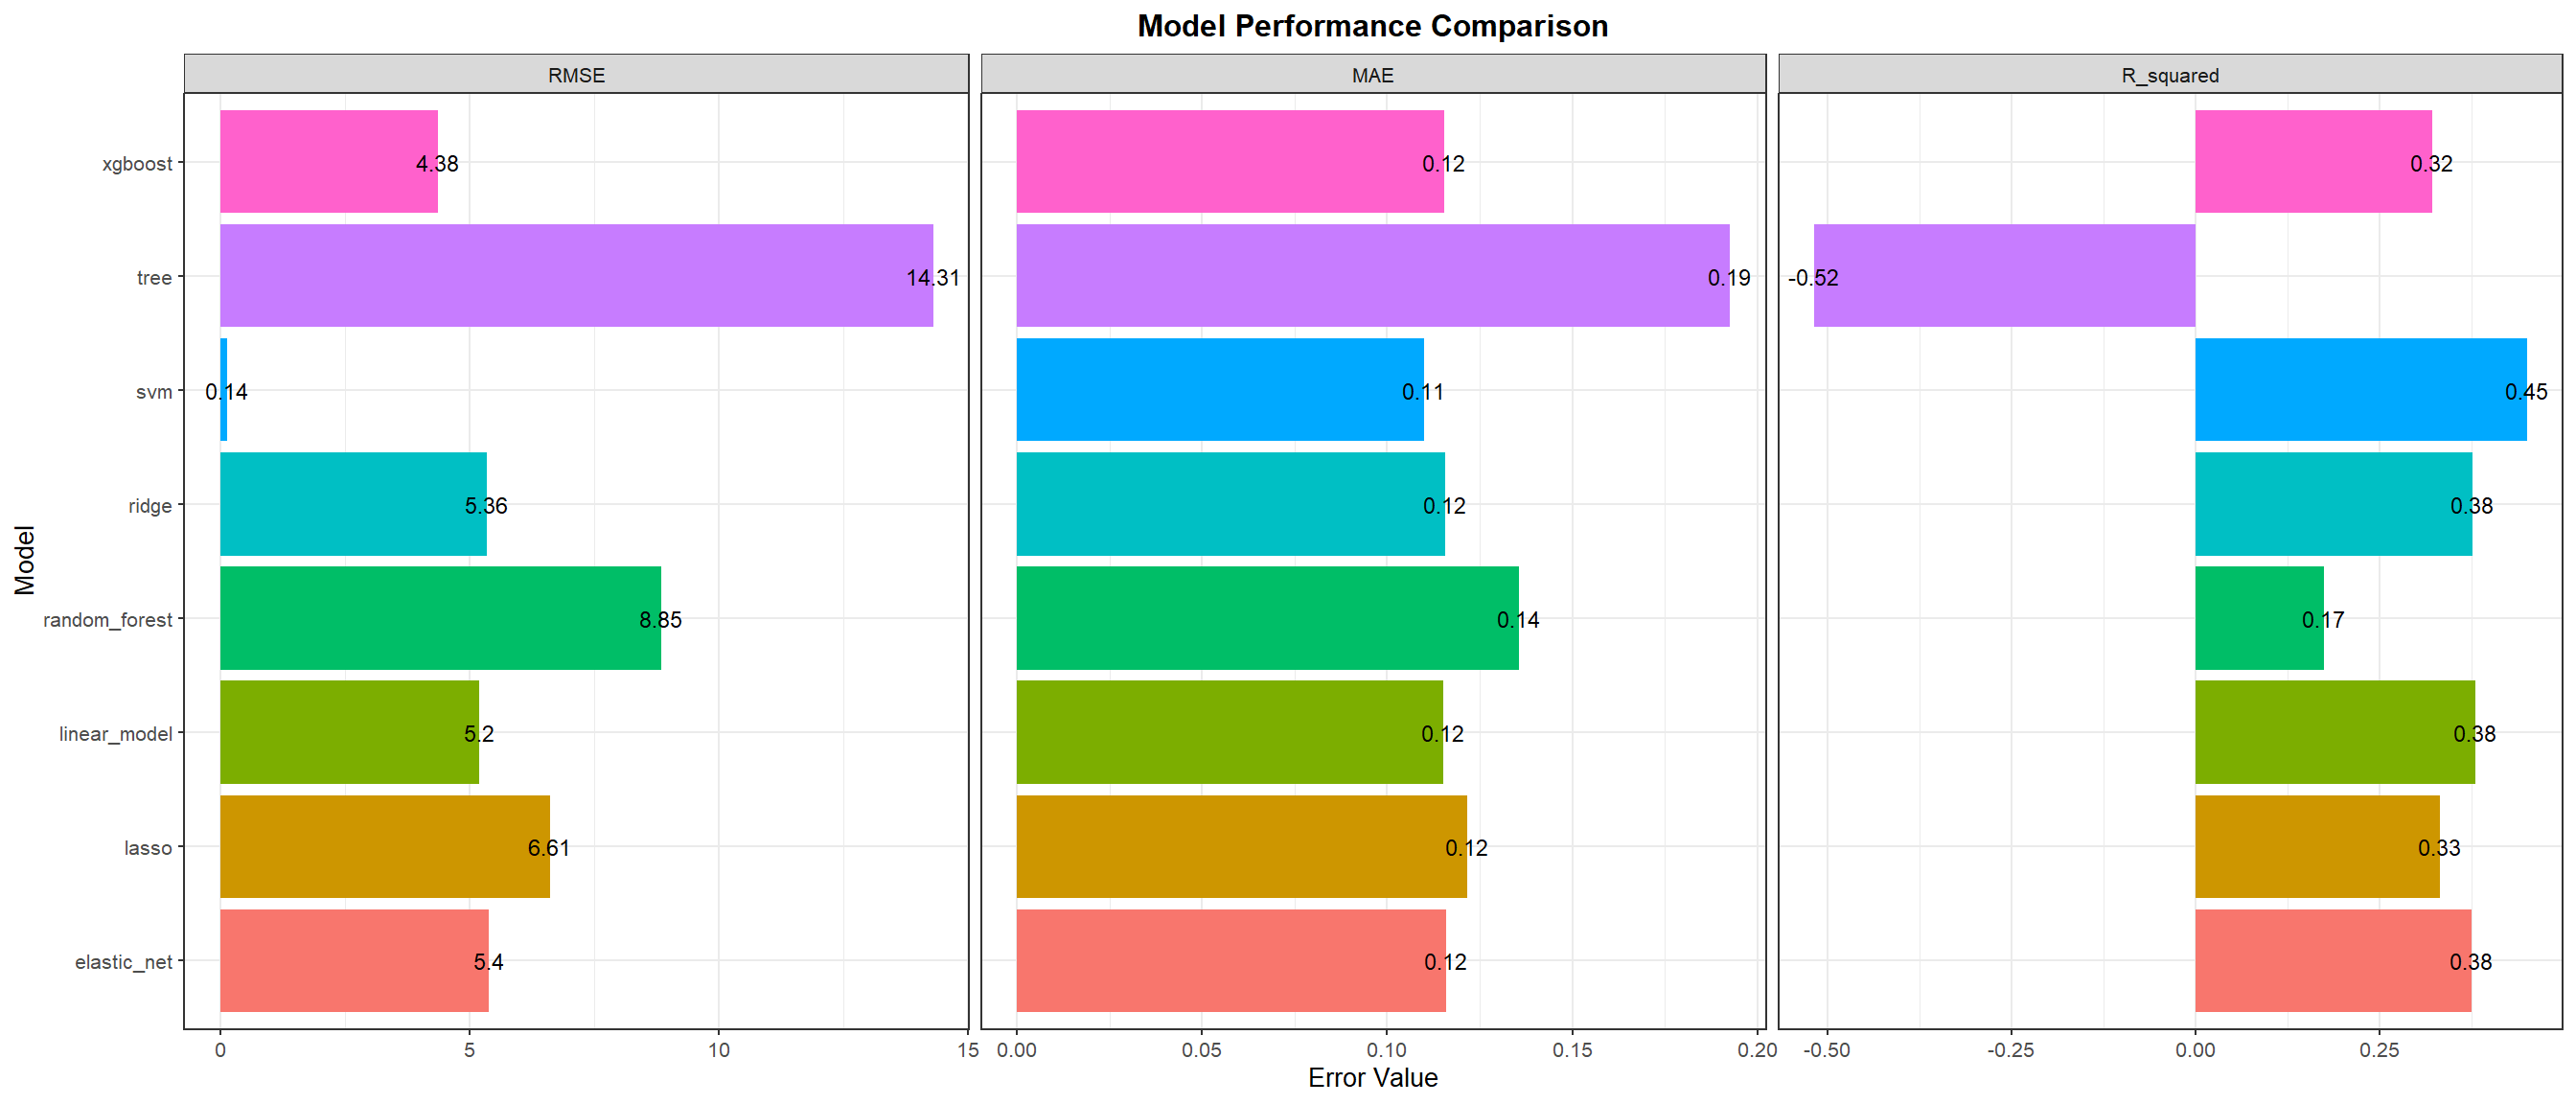 Model Performance Comparison
RMSE MAE R_squared
xgboost 4.38 0.12 0.32
tree 14.31 0.19 -0.52
svm 0.14 0.11 0.45
ridge 5.36 0.12 0.38
random_forest 8.85 0.14 0.17
linear_model 5.2 0.12 0.38
lasso 6.61 0.12 0.33
elastic_net 5.4 0.12 0.38
Model
0 5 10 15 0.00 0.05 0.10 0.15 0.20 -0.50 -0.25 0.00 0.25
Error Value